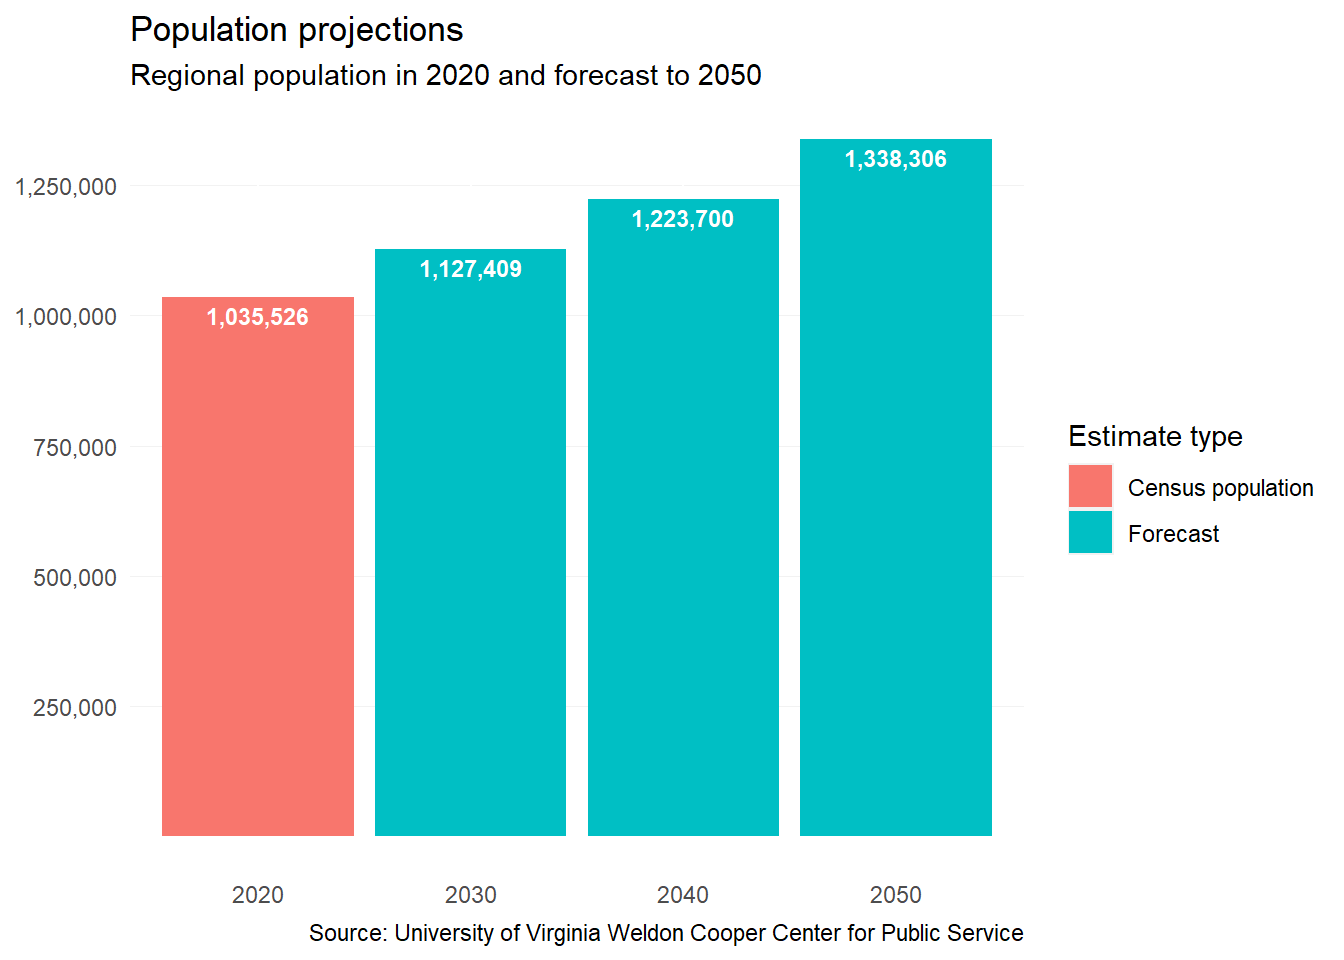 Population projections
Regional population in 2020 and forecast to 2050
1,338,306
1,250,000
1,223,700
1,127,409
1,035,526
1,000,000
750,000
500,000
250,000
Estimate type
Census population
Forecast
2020 2030 2040 2050
Source: University of Virginia Weldon Cooper Center for Public Service